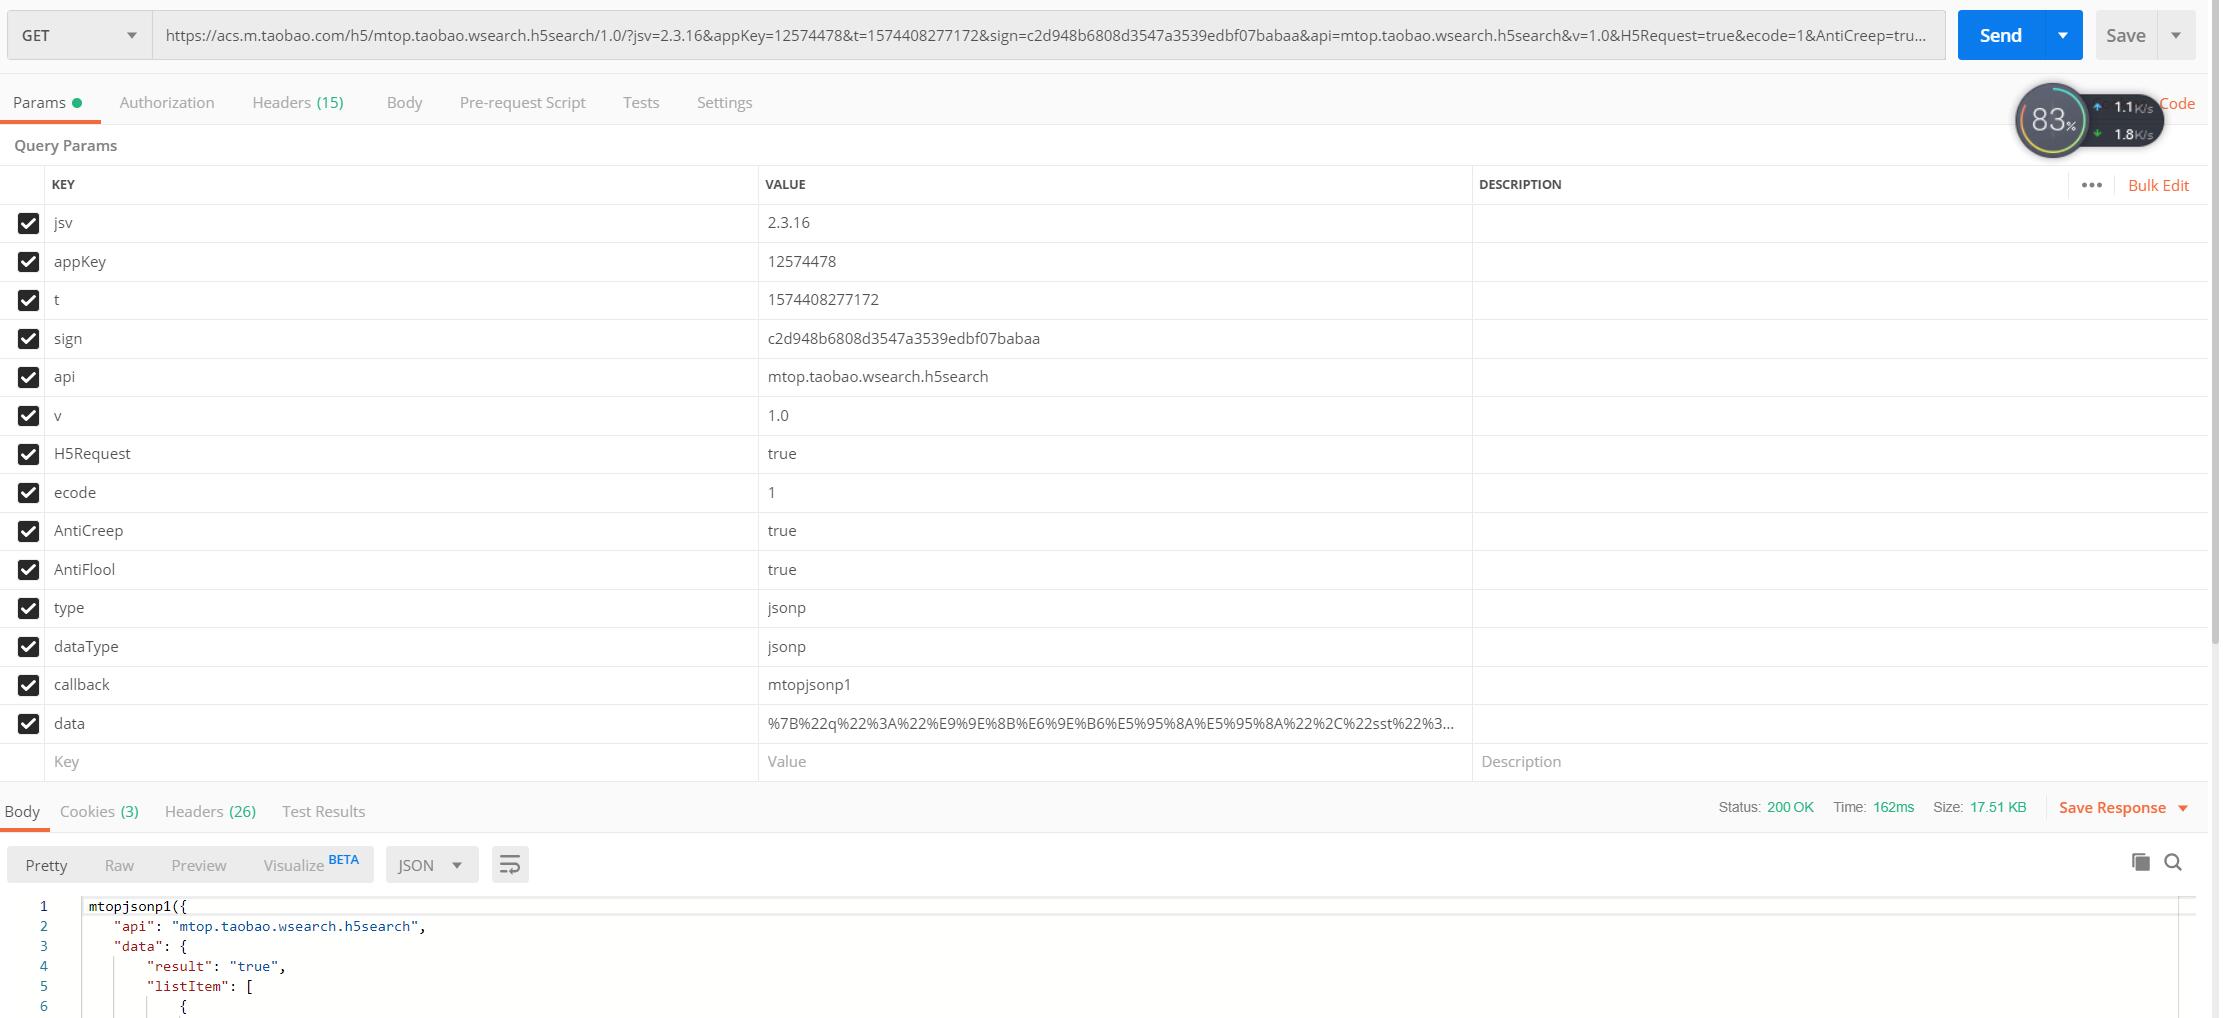 GET https://acs.m.taobao.com/h5/mtop.taobao.wsearch.h5search/1.0/?jsv=2.3.16&appKey=12574478&t=1574408277172&sign=c2d948b6808d3547a3539edbf07babaa&api=mtop.taobao.wsearch.h5search&v=1.0&H5Request=true&ecode=1&AntiCreep=tru... Send Save
Params Authorization Headers (15) Body Pre-request Script Tests Settings Code
83% 1.1K/s 1.8K/s
Query Params
KEY VALUE DESCRIPTION ••• Bulk Edit
jsv 2.3.16
appKey 12574478
t 1574408277172
sign c2d948b6808d3547a3539edbf07babaa
api mtop.taobao.wsearch.h5search
v 1.0
H5Request true
ecode 1
AntiCreep true
AntiFlool true
type jsonp
dataType jsonp
callback mtopjsonp1
data %7B%22q%22%3A%22%E9%9E%8B%E6%9E%B6%E5%95%8A%E5%95%8A%22%2C%22sst%22%3...
Key Value Description
Body Cookies (3) Headers (26) Test Results Status: 200 OK Time: 162ms Size: 17.51 KB Save Response
Pretty Raw Preview Visualize BETA JSON
1 mtopjsonp1({
2 "api": "mtop.taobao.wsearch.h5search",
3 "data": {
4 "result": "true",
5 "listItem": [
6 {